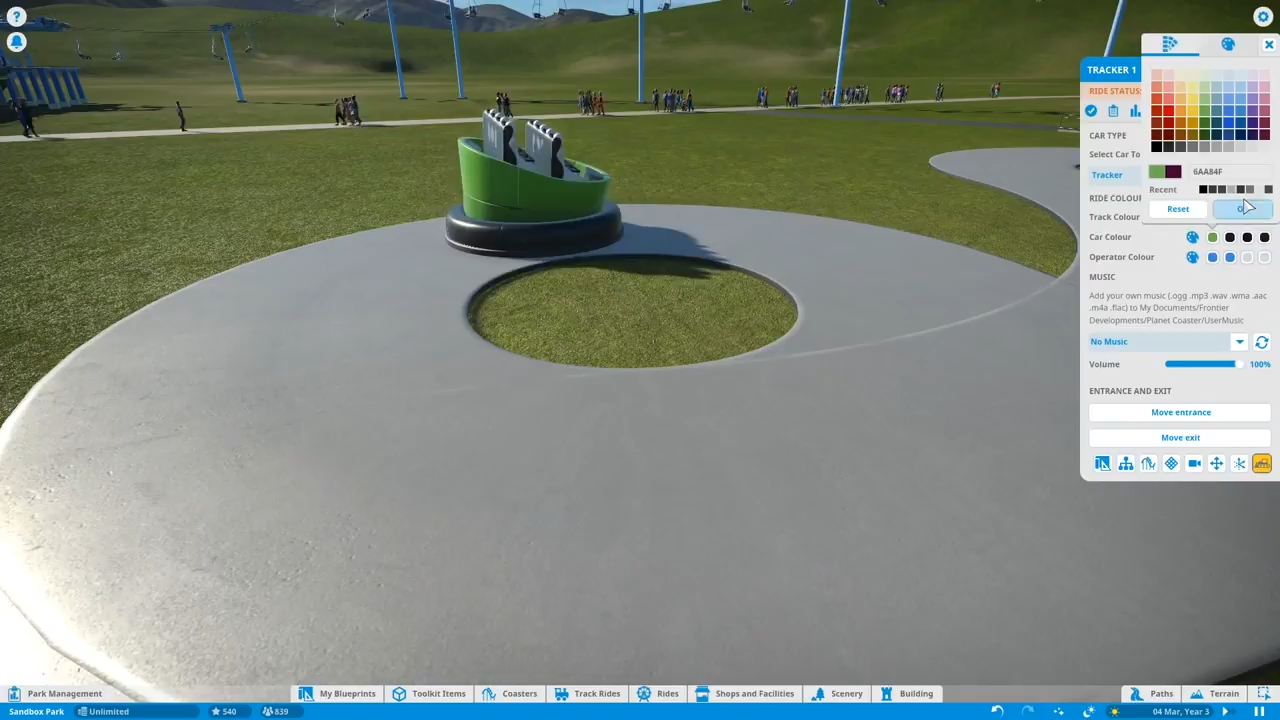 TRACKER 1
RIDE STATUS:
CAR TYPE
Select Car To
Tracker
6AA84F
Recent
RIDE COLOUR
Reset
Track Colour
Car Colour
Operator Colour
MUSIC
Add your own music (.ogg .mp3 .wav .wma .aac
.m4a .flac) to My Documents/Frontier
Developments/Planet Coaster/UserMusic
No Music
Volume 100%
ENTRANCE AND EXIT
Move entrance
Move exit
Park Management My Blueprints Toolkit Items Coasters Track Rides Rides Shops and Facilities Scenery Building Paths Terrain
Sandbox Park Unlimited 540 839 04 Mar, Year 3